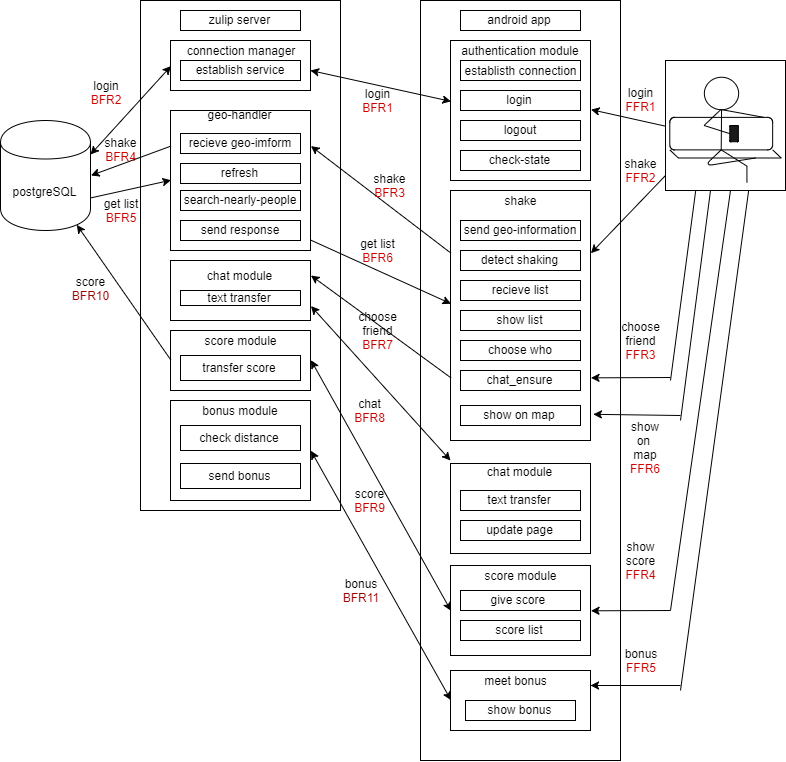 zulip server
connection manager
establish service
geo-handler
recieve geo-imform
refresh
search-nearly-people
send response
chat module
text transfer
score module
transfer score
bonus module
check distance
send bonus
postgreSQL
login
BFR2
shake
BFR4
get list
BFR5
score
BFR10
login
BFR1
shake
BFR3
get list
BFR6
choose
friend
BFR7
chat
BFR8
score
BFR9
bonus
BFR11
android app
authentication module
establisth connection
login
logout
check-state
shake
send geo-information
detect shaking
recieve list
show list
choose who
chat_ensure
show on map
chat module
text transfer
update page
score module
give score
score list
meet bonus
show bonus
login
FFR1
shake
FFR2
choose
friend
FFR3
show
on
map
FFR6
show
score
FFR4
bonus
FFR5